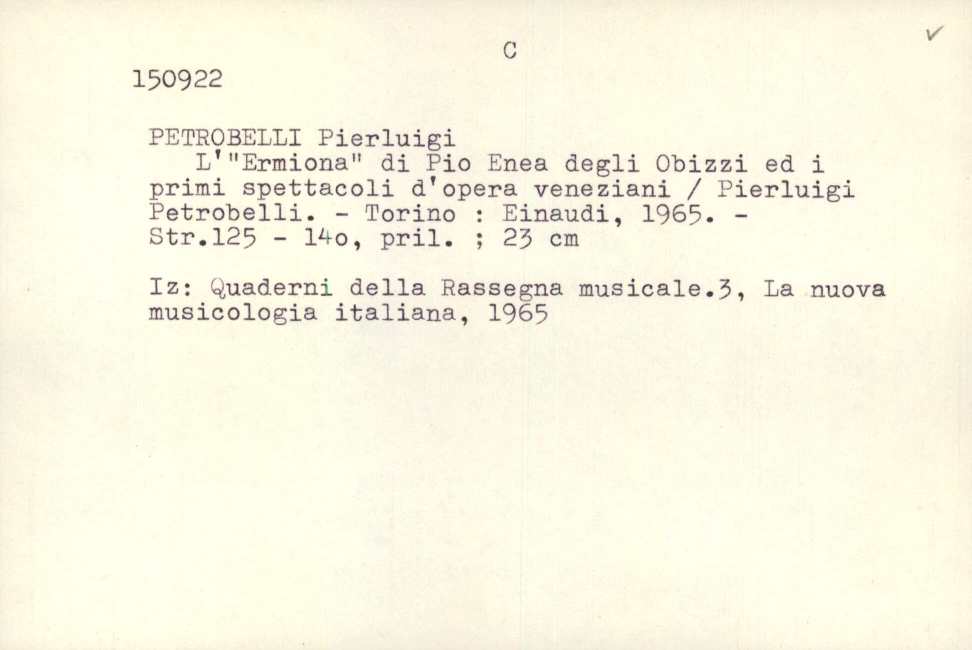 C
✓
150922
PETROBELLI Pierluigi
L'"Ermiona" di Pio Enea degli Obizzi ed i
primi spettacoli d'opera veneziani / Pierluigi
Petrobelli. - Torino : Einaudi, 1965. -
Str.125 - 14o, pril. ; 23 cm
Iz: Quaderni della Rassegna musicale.3, La nuova
musicologia italiana, 1965